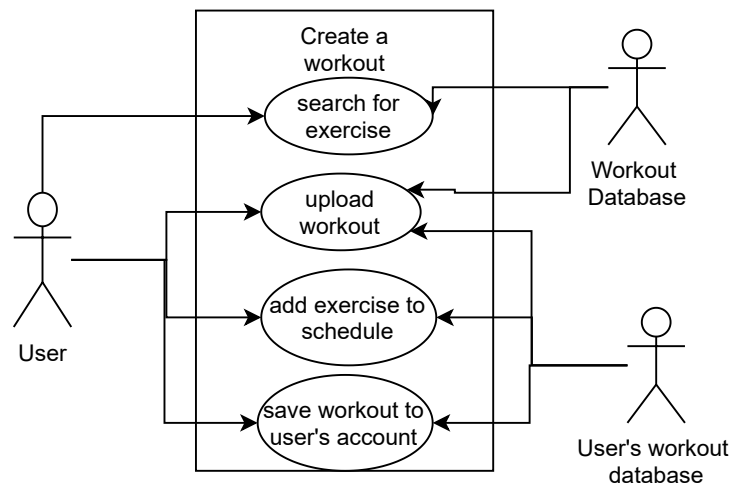 Create a
workout
search for
exercise
Workout
Database
upload
workout
User
add exercise to
schedule
save workout to
user's account
User's workout
database